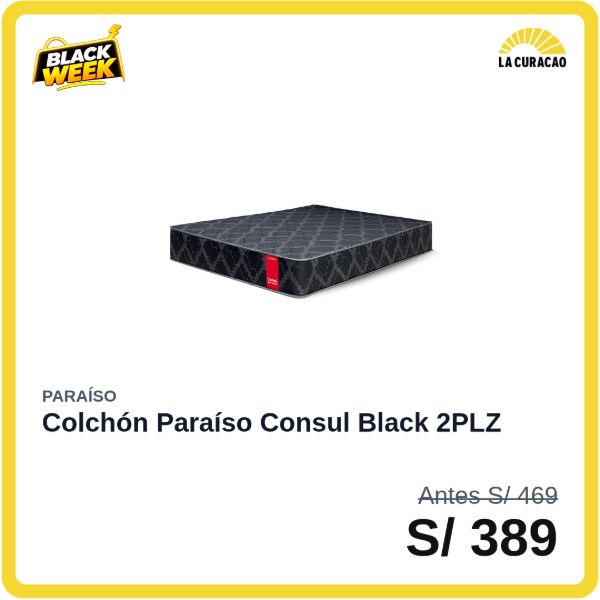 BLACK
WEEK
LA CURACAO
PARAÍSO
Colchón Paraíso Consul Black 2PLZ
Antes S/ 469
S/ 389